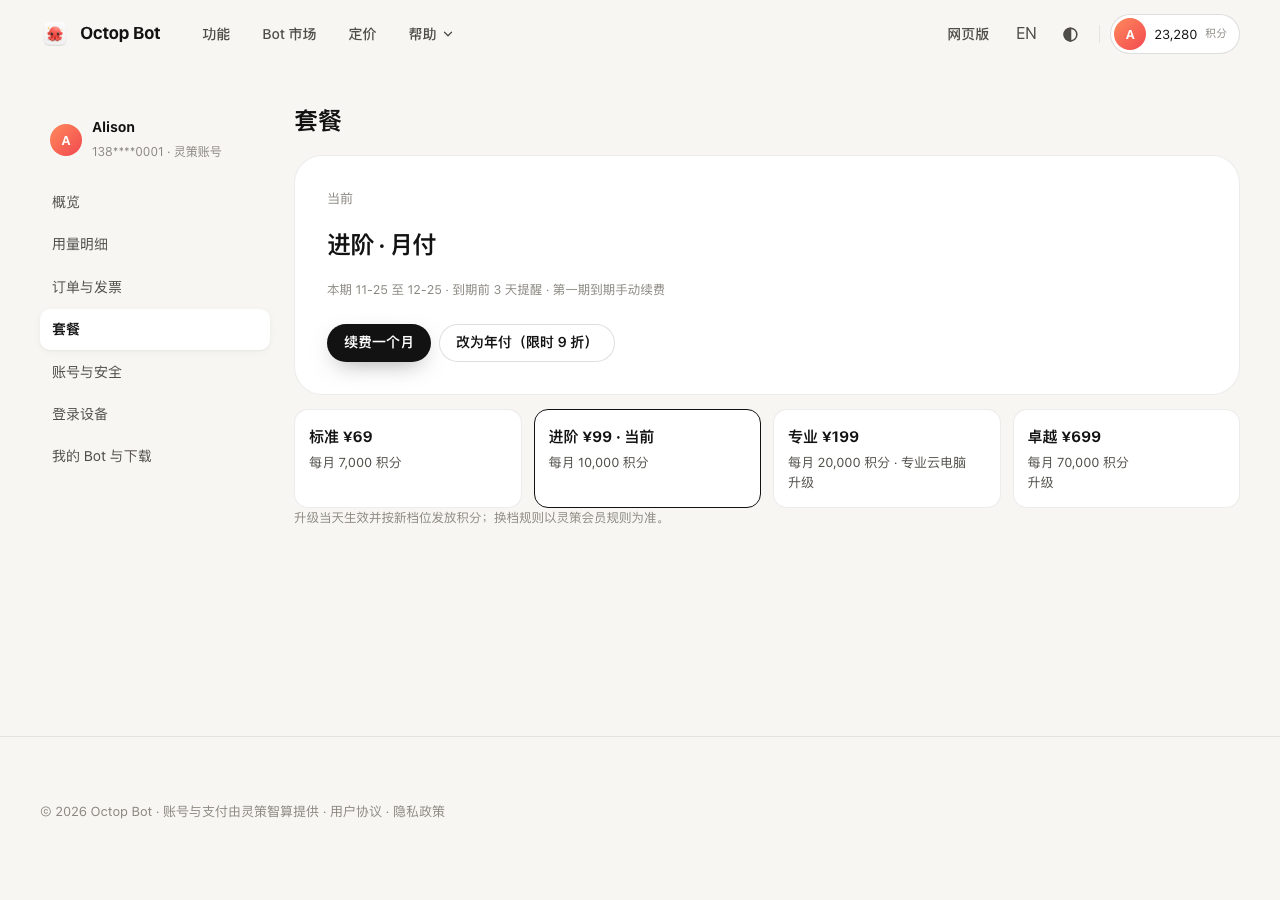 Octop Bot
功能
Bot 市场
定价
帮助
网页版
EN
A
23,280 积分
A
Alison
138****0001 · 灵策账号
概览
用量明细
订单与发票
套餐
账号与安全
登录设备
我的 Bot 与下载
套餐
当前
进阶 · 月付
本期 11-25 至 12-25 · 到期前 3 天提醒 · 第一期到期手动续费
续费一个月
改为年付（限时 9 折）
标准 ¥69
每月 7,000 积分
进阶 ¥99 · 当前
每月 10,000 积分
专业 ¥199
每月 20,000 积分 · 专业云电脑
升级
卓越 ¥699
每月 70,000 积分
升级
升级当天生效并按新档位发放积分；换档规则以灵策会员规则为准。
© 2026 Octop Bot · 账号与支付由灵策智算提供 · 用户协议 · 隐私政策